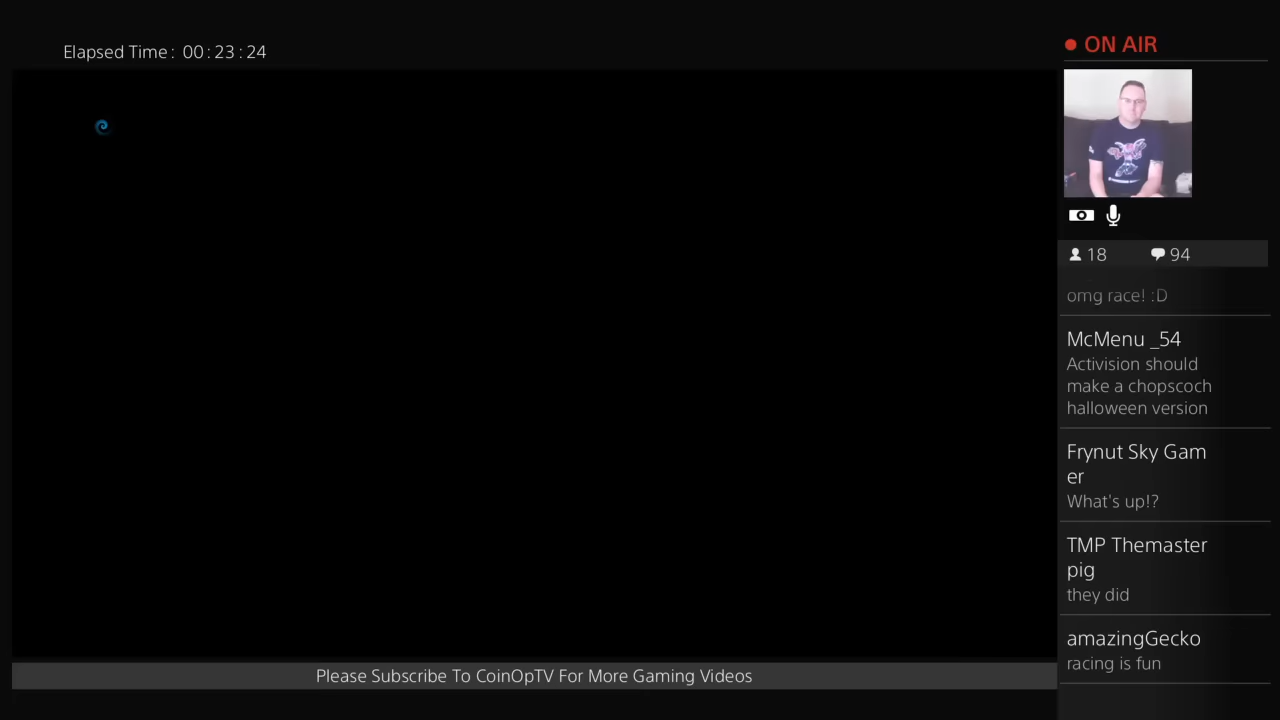 Elapsed Time: 00:23:24
ON AIR
18 94
omg race! :D
McMenu _54
Activision should
make a chopscoch
halloween version
Frynut Sky Gam
er
What's up!?
TMP Themaster
pig
they did
amazingGecko
racing is fun
Please Subscribe To CoinOpTV For More Gaming Videos